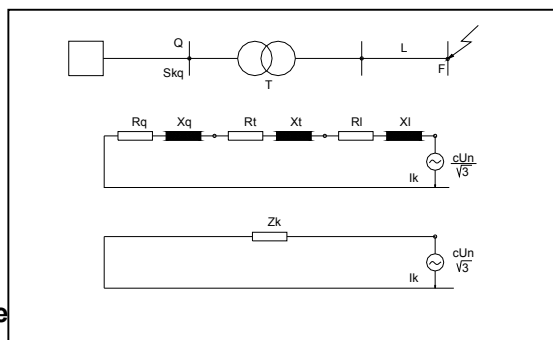 Q
L
Skq
F
T
Rq Xq Rt Xt Rl Xl
cUn
√3
Ik
Zk
cUn
√3
Ik
e